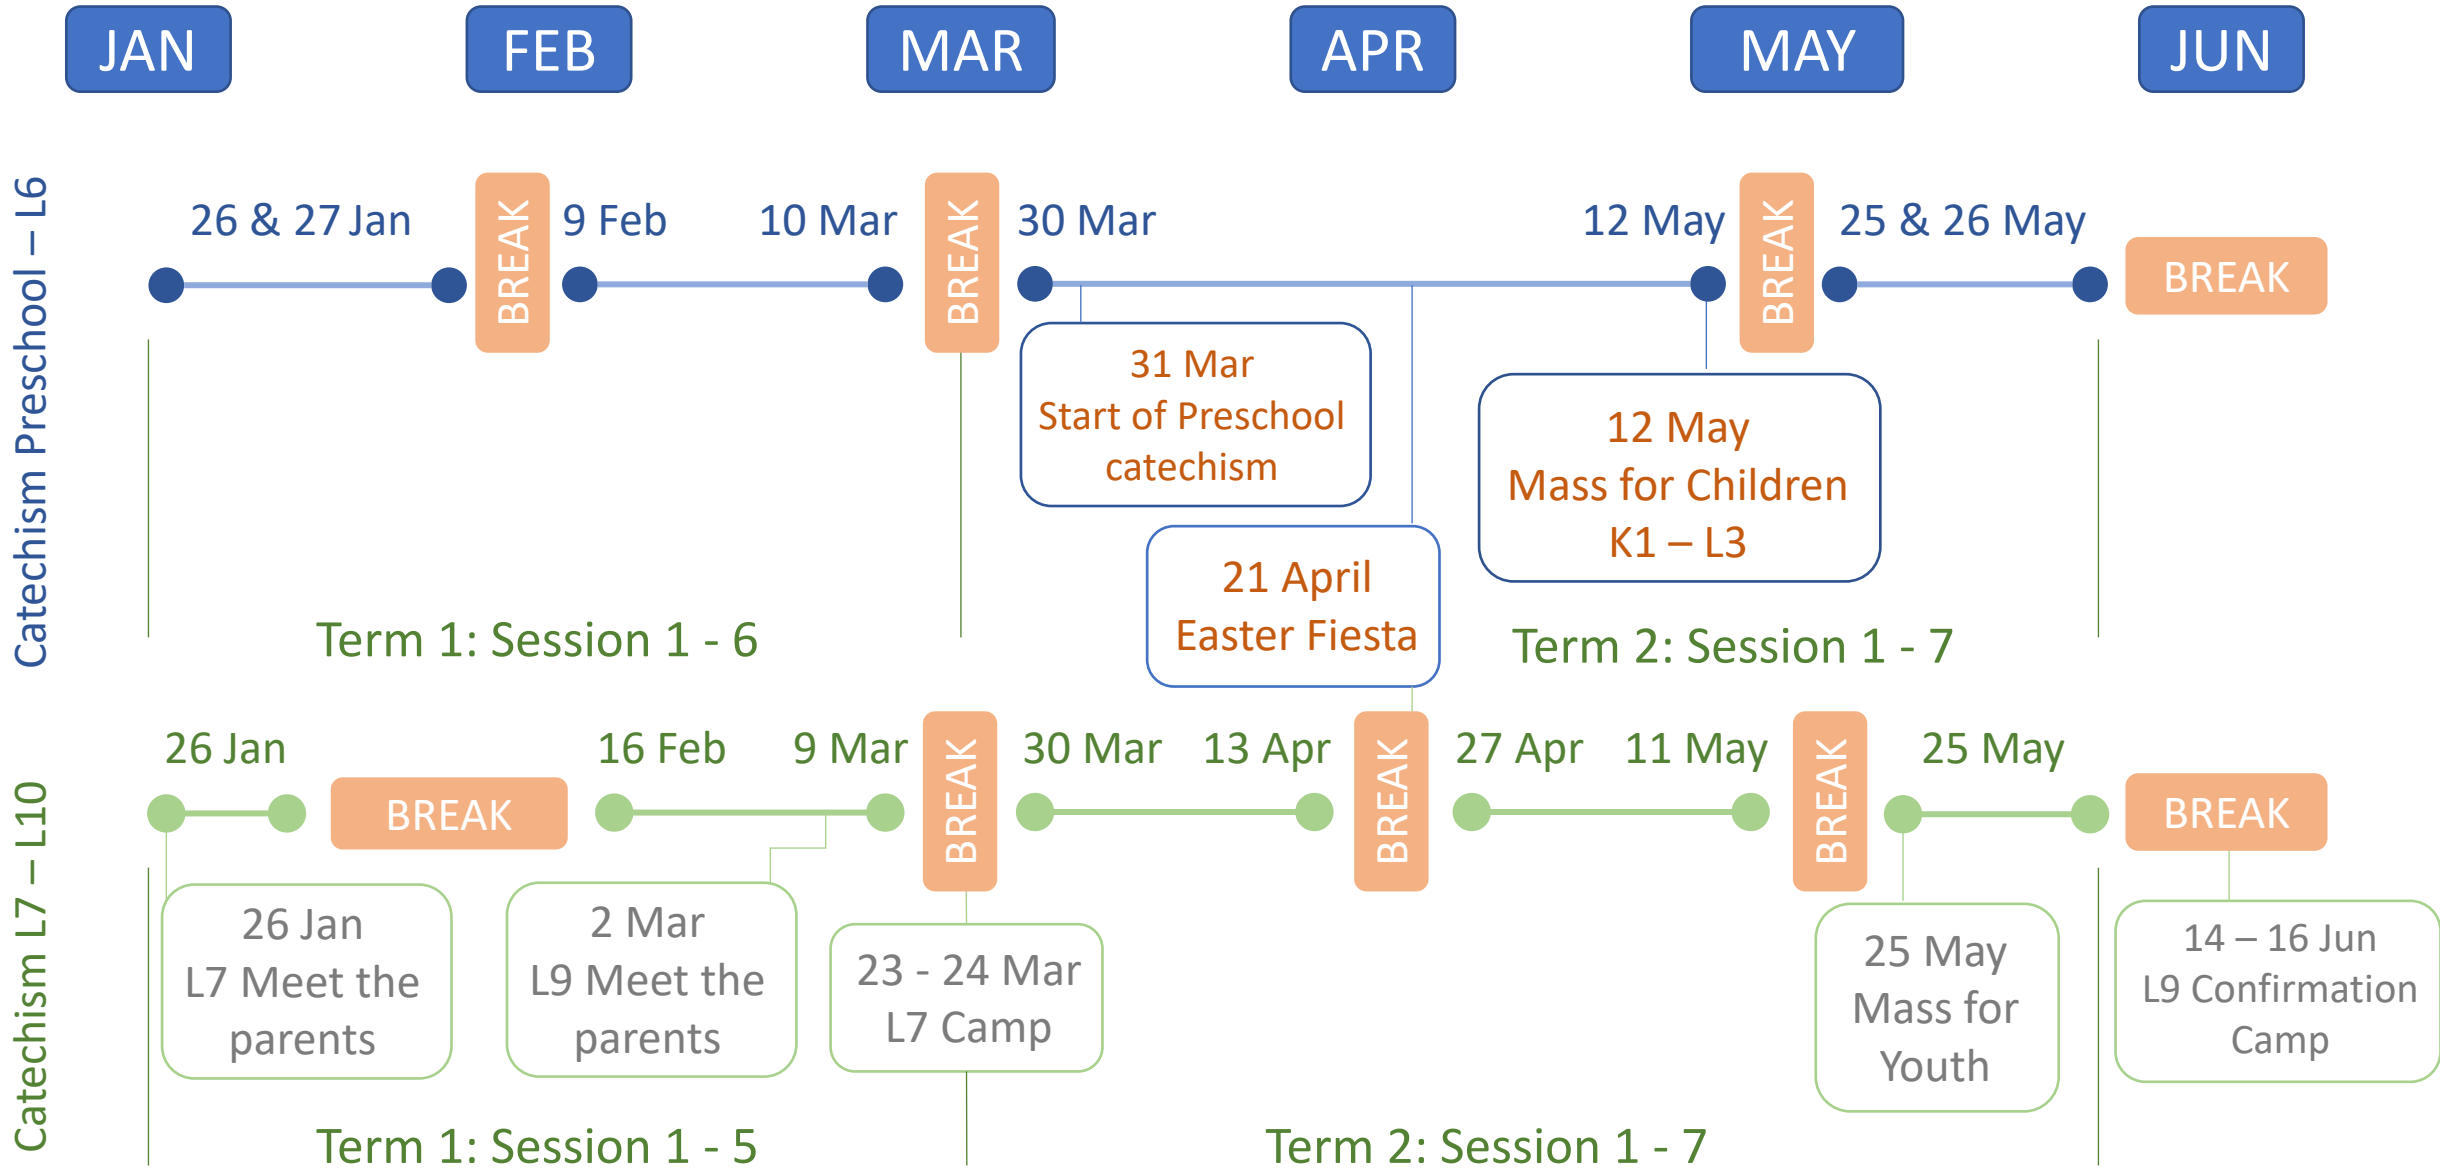 JAN
FEB
MAR
APR
MAY
JUN
Catechism Preschool – L6
26 & 27 Jan
BREAK
9 Feb
10 Mar
BREAK
30 Mar
12 May
BREAK
25 & 26 May
BREAK
31 Mar
Start of Preschool
catechism
12 May
Mass for Children
K1 – L3
21 April
Easter Fiesta
Term 1: Session 1 - 6
Term 2: Session 1 - 7
Catechism L7 – L10
26 Jan
BREAK
16 Feb
9 Mar
BREAK
30 Mar
13 Apr
BREAK
27 Apr
11 May
BREAK
25 May
BREAK
26 Jan
L7 Meet the
parents
2 Mar
L9 Meet the
parents
23 - 24 Mar
L7 Camp
25 May
Mass for
Youth
14 – 16 Jun
L9 Confirmation
Camp
Term 1: Session 1 - 5
Term 2: Session 1 - 7